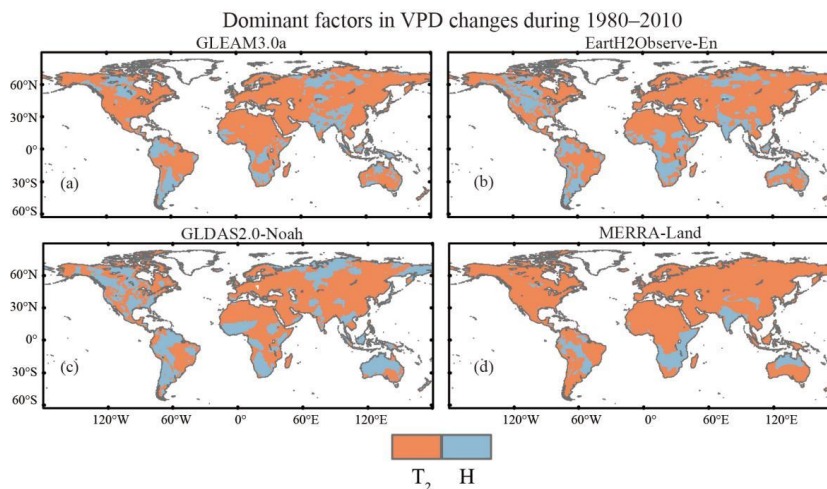 Dominant factors in VPD changes during 1980–2010
GLEAM3.0a
EartH2Observe-En
60°N
30°N
0°
30°S
60°S
(a)
(b)
GLDAS2.0-Noah
MERRA-Land
60°N
30°N
0°
30°S
60°S
(c)
(d)
120°W 60°W 0° 60°E 120°E
120°W 60°W 0° 60°E 120°E
T₂ H